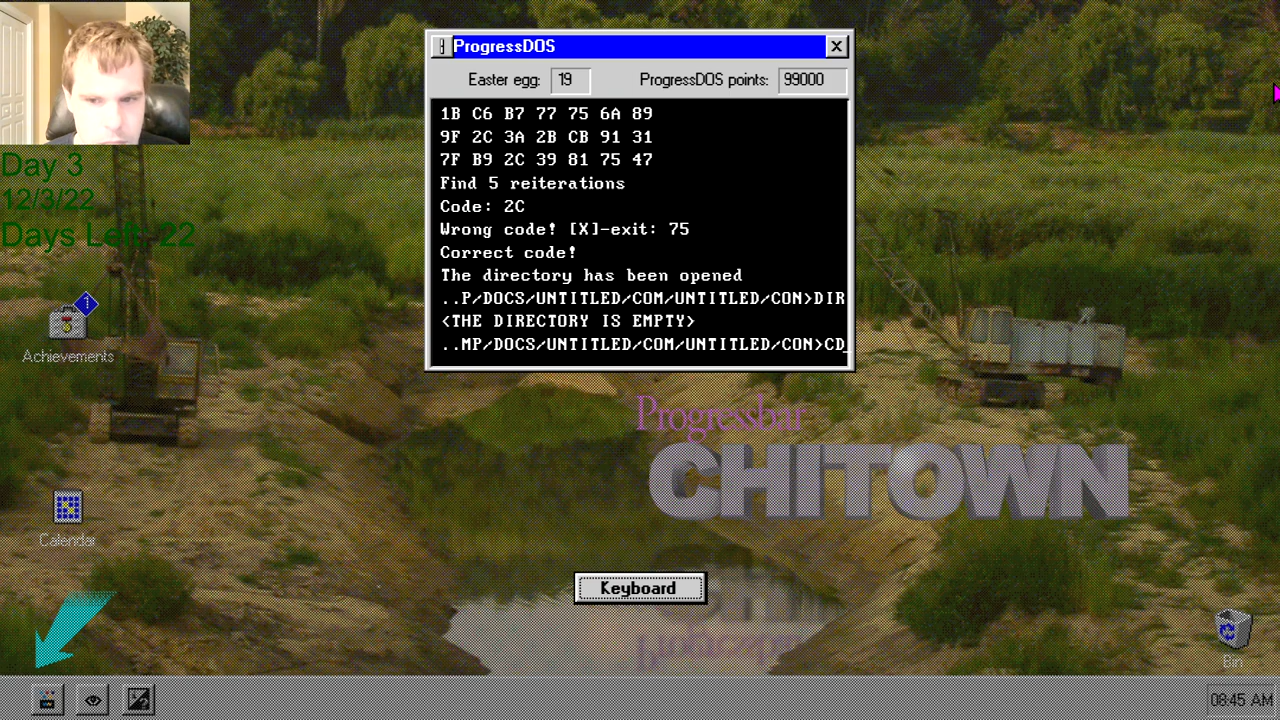 ProgressDOS
Easter egg: 19 ProgressDOS points: 99000
1B C6 B7 77 75 6A 89
9F 2C 3A 2B CB 91 31
7F B9 2C 39 81 75 47
Find 5 reiterations
Code: 2C
Wrong code! [X]-exit: 75
Correct code!
The directory has been opened
..P/DOCS/UNTITLED/COM/UNTITLED/CON>DIR
<THE DIRECTORY IS EMPTY>
..MP/DOCS/UNTITLED/COM/UNTITLED/CON>CD_
Day 3
12/3/22
Days Left: 22
1
Achievements
Progressbar
CHITOWN
Calendar
Keyboard
Bin
08:45 AM